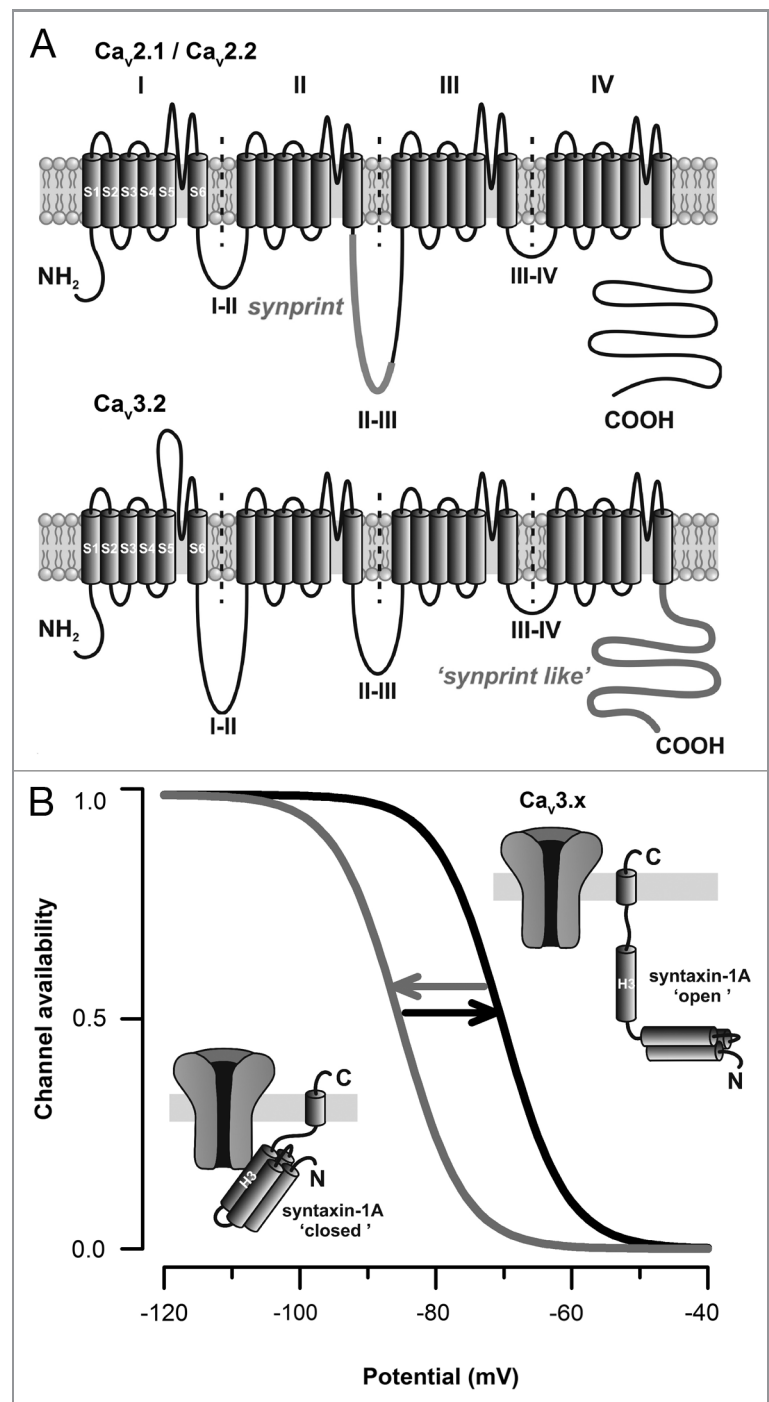 A
Caᵥ2.1 / Caᵥ2.2
I II III IV
S1 S2 S3 S4 S5 S6
NH₂
I-II
synprint
II-III
III-IV
COOH
Caᵥ3.2
S1 S2 S3 S4 S5 S6
NH₂
I-II
II-III
III-IV
‘synprint like’
COOH
B
Channel availability
1.0
0.5
0.0
Caᵥ3.x
C
H3
syntaxin-1A
‘open ’
N
C
H3
N
syntaxin-1A
‘closed ’
-120 -100 -80 -60 -40
Potential (mV)